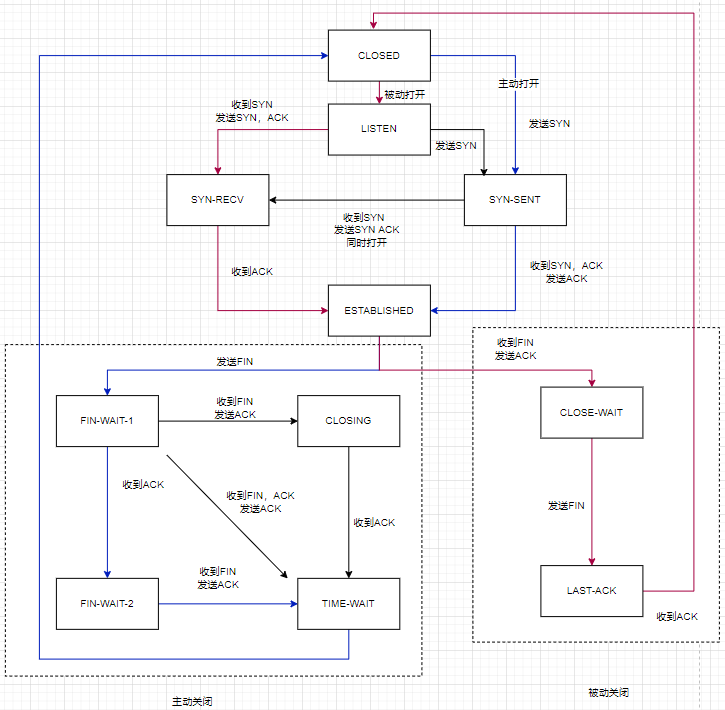 CLOSED
主动打开
被动打开
收到SYN
发送SYN，ACK
LISTEN
发送SYN
发送SYN
SYN-RECV
SYN-SENT
收到SYN
发送SYN ACK
同时打开
收到ACK
收到SYN，ACK
发送ACK
ESTABLISHED
发送FIN
收到FIN
发送ACK
FIN-WAIT-1
收到FIN
发送ACK
CLOSING
CLOSE-WAIT
收到ACK
收到FIN，ACK
发送ACK
收到ACK
发送FIN
FIN-WAIT-2
收到FIN
发送ACK
TIME-WAIT
LAST-ACK
收到ACK
主动关闭
被动关闭